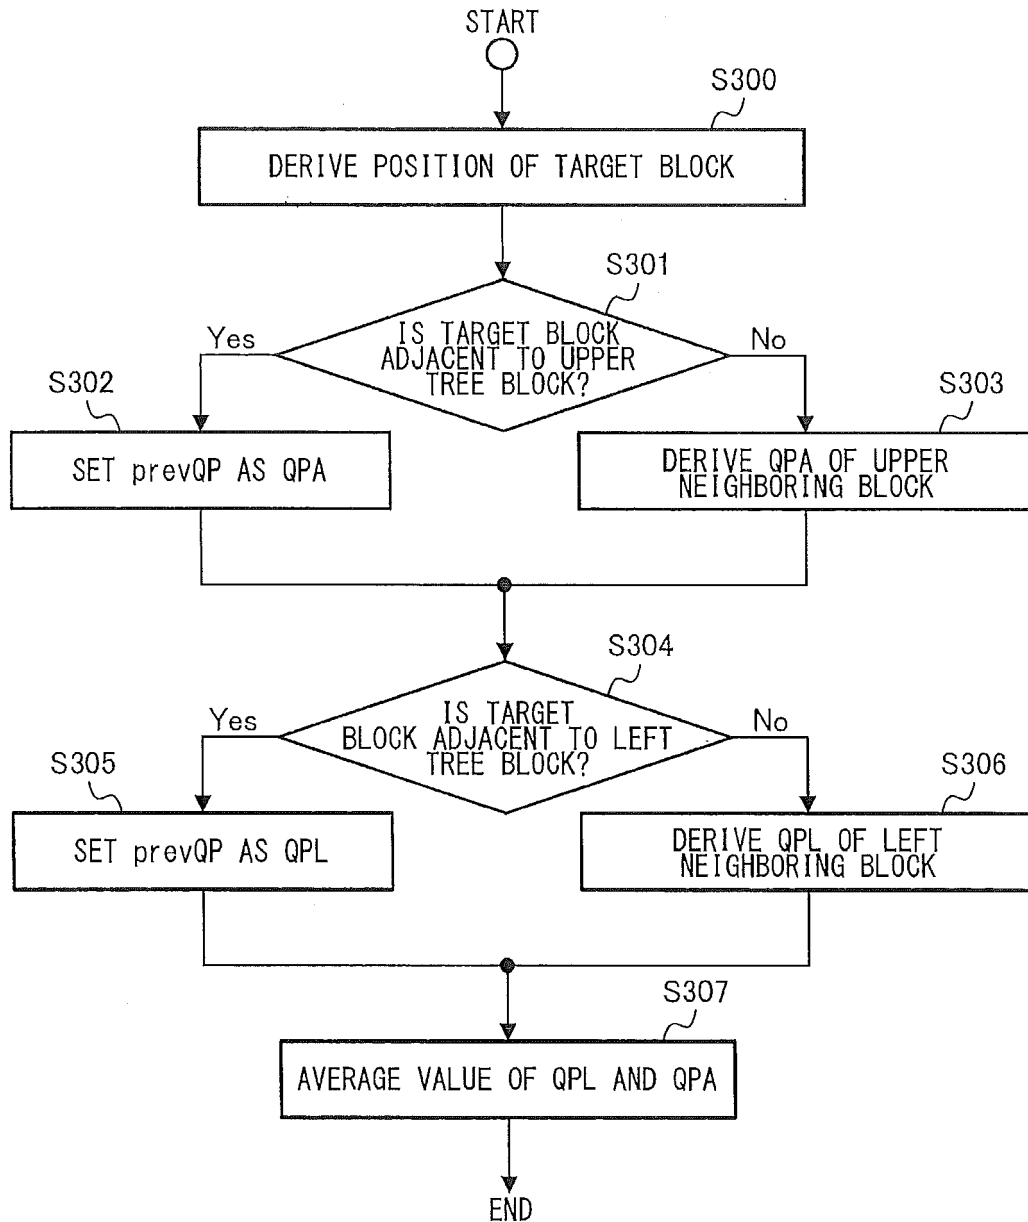 START
S300
DERIVE POSITION OF TARGET BLOCK
S301
IS TARGET BLOCK
ADJACENT TO UPPER
TREE BLOCK?
Yes
No
S302
SET prevQP AS QPA
S303
DERIVE QPA OF UPPER
NEIGHBORING BLOCK
S304
IS TARGET
BLOCK ADJACENT TO LEFT
TREE BLOCK?
Yes
No
S305
SET prevQP AS QPL
S306
DERIVE QPL OF LEFT
NEIGHBORING BLOCK
S307
AVERAGE VALUE OF QPL AND QPA
END